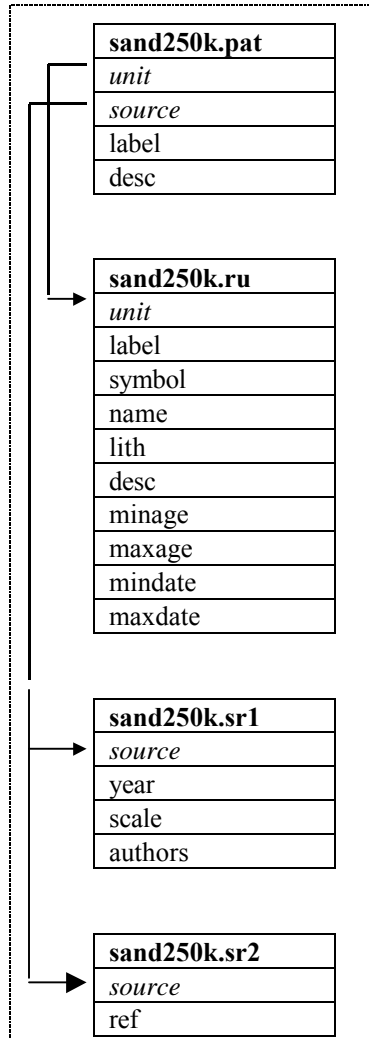 sand250k.pat
unit
source
label
desc
sand250k.ru
unit
label
symbol
name
lith
desc
minage
maxage
mindate
maxdate
sand250k.sr1
source
year
scale
authors
sand250k.sr2
source
ref